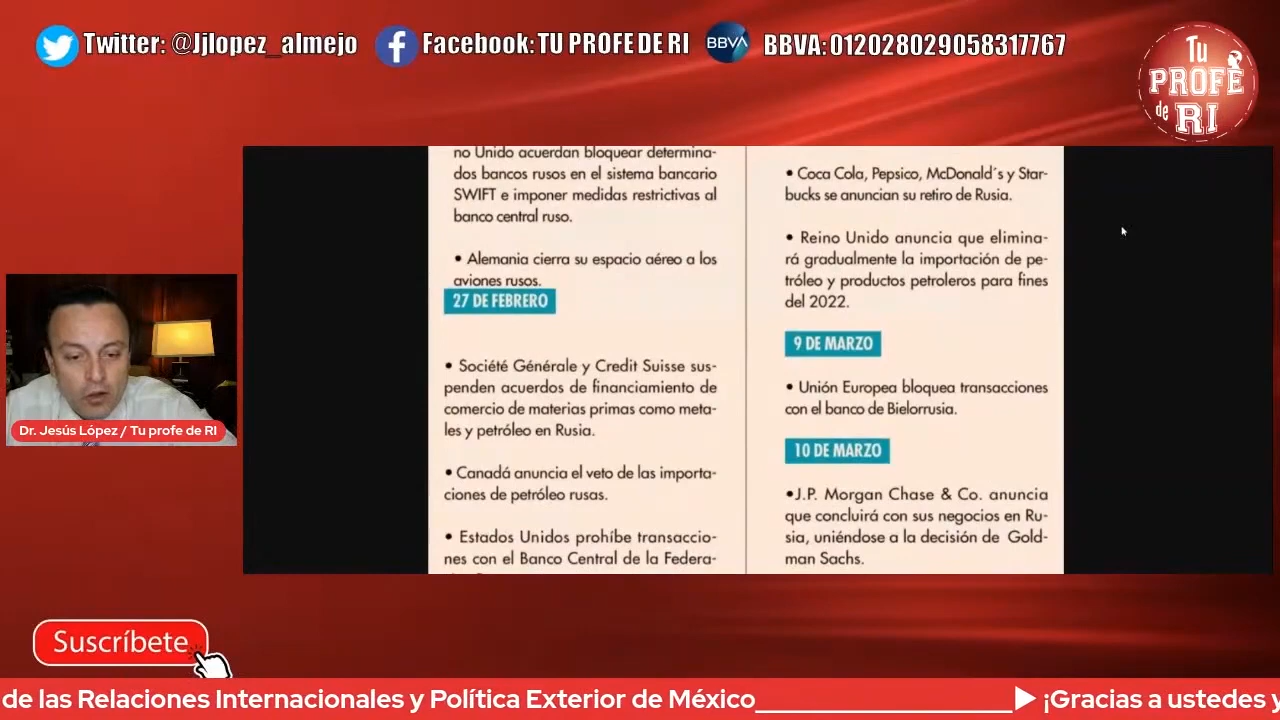 Twitter: @Jjlopez_almejo
Facebook: TU PROFE DE RI
BBVA
BBVA: 012028029058317767
Tu
PROFE
de RI
no Unido acuerdan bloquear determina-
dos bancos rusos en el sistema bancario
SWIFT e imponer medidas restrictivas al
banco central ruso.
• Alemania cierra su espacio aéreo a los
aviones rusos.
27 DE FEBRERO
• Société Générale y Credit Suisse sus-
penden acuerdos de financiamiento de
comercio de materias primas como meta-
les y petróleo en Rusia.
• Canadá anuncia el veto de las importa-
ciones de petróleo rusas.
• Estados Unidos prohíbe transaccio-
nes con el Banco Central de la Federa-
• Coca Cola, Pepsico, McDonald´s y Star-
bucks se anuncian su retiro de Rusia.
• Reino Unido anuncia que elimina-
rá gradualmente la importación de pe-
tróleo y productos petroleros para fines
del 2022.
9 DE MARZO
• Unión Europea bloquea transacciones
con el banco de Bielorrusia.
10 DE MARZO
•J.P. Morgan Chase & Co. anuncia
que concluirá con sus negocios en Ru-
sia, uniéndose a la decisión de Gold-
man Sachs.
Dr. Jesús López / Tu profe de RI
Suscríbete
de las Relaciones Internacionales y Política Exterior de México____________________▶ ¡Gracias a ustedes y